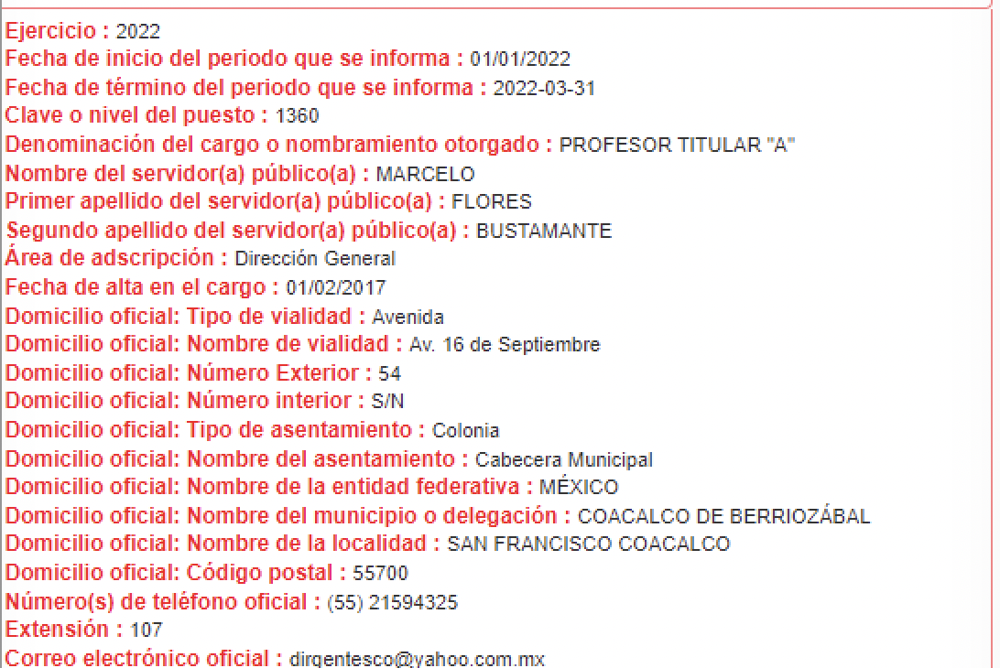 Ejercicio : 2022
Fecha de inicio del periodo que se informa : 01/01/2022
Fecha de término del periodo que se informa : 2022-03-31
Clave o nivel del puesto : 1360
Denominación del cargo o nombramiento otorgado : PROFESOR TITULAR "A"
Nombre del servidor(a) público(a) : MARCELO
Primer apellido del servidor(a) público(a) : FLORES
Segundo apellido del servidor(a) público(a) : BUSTAMANTE
Área de adscripción : Dirección General
Fecha de alta en el cargo : 01/02/2017
Domicilio oficial: Tipo de vialidad : Avenida
Domicilio oficial: Nombre de vialidad : Av. 16 de Septiembre
Domicilio oficial: Número Exterior : 54
Domicilio oficial: Número interior : S/N
Domicilio oficial: Tipo de asentamiento : Colonia
Domicilio oficial: Nombre del asentamiento : Cabecera Municipal
Domicilio oficial: Nombre de la entidad federativa : MÉXICO
Domicilio oficial: Nombre del municipio o delegación : COACALCO DE BERRIOZÁBAL
Domicilio oficial: Nombre de la localidad : SAN FRANCISCO COACALCO
Domicilio oficial: Código postal : 55700
Número(s) de teléfono oficial : (55) 21594325
Extensión : 107
Correo electrónico oficial : dirgentesco@yahoo.com.mx